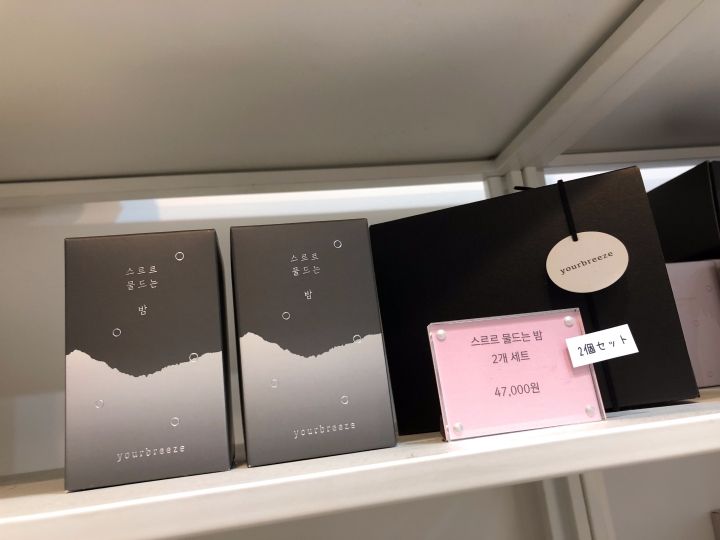 스르르
물드는
밤
yourbreeze
스르르
물드는
밤
yourbreeze
yourbreeze
스르르 물드는 밤
2개 세트
47,000원
2個セット